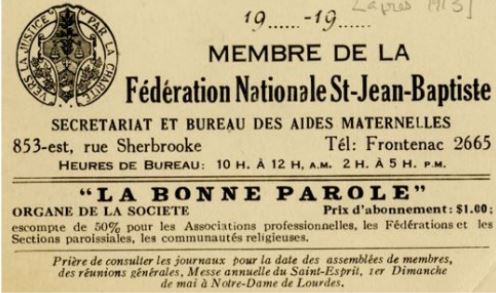 [après 1913]
19......-19......
VERS LA JUSTICE PAR LA CHARITÉ
MEMBRE DE LA
Fédération Nationale St-Jean-Baptiste
SECRETARIAT ET BUREAU DES AIDES MATERNELLES
853-est, rue Sherbrooke Tél: Frontenac 2665
HEURES DE BUREAU: 10 H. À 12 H, A.M. 2 H. À 5 H. P.M.
"LA BONNE PAROLE"
ORGANE DE LA SOCIETE Prix d'abonnement: $1.00;
escompte de 50% pour les Associations professionnelles, les Fédérations et les
Sections paroissiales, les communautés religieuses.
Prière de consulter les journaux pour la date des assemblées de membres,
des réunions générales, Messe annuelle du Saint-Esprit, 1er Dimanche
de mai à Notre-Dame de Lourdes.